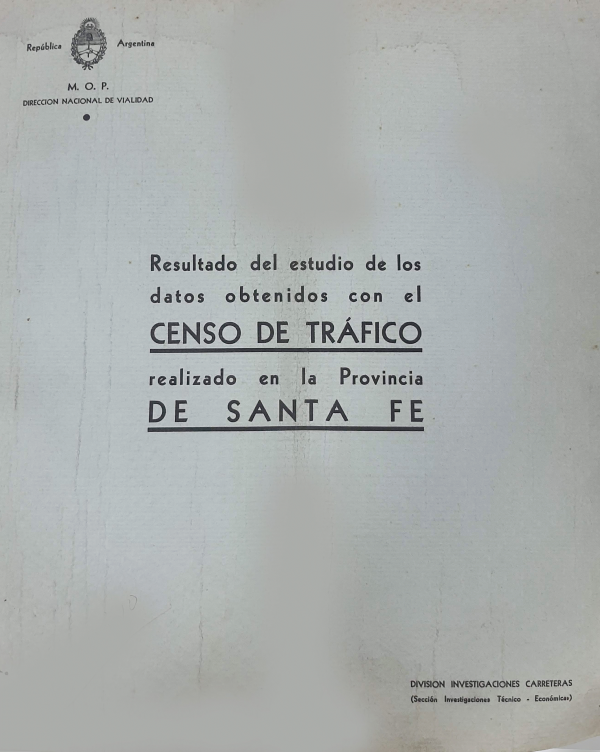 República Argentina
M. O. P.
DIRECCION NACIONAL DE VIALIDAD
Resultado del estudio de los
datos obtenidos con el
CENSO DE TRÁFICO
realizado en la Provincia
DE SANTA FE
DIVISION INVESTIGACIONES CARRETERAS
(Sección Investigaciones Técnico - Económicas)